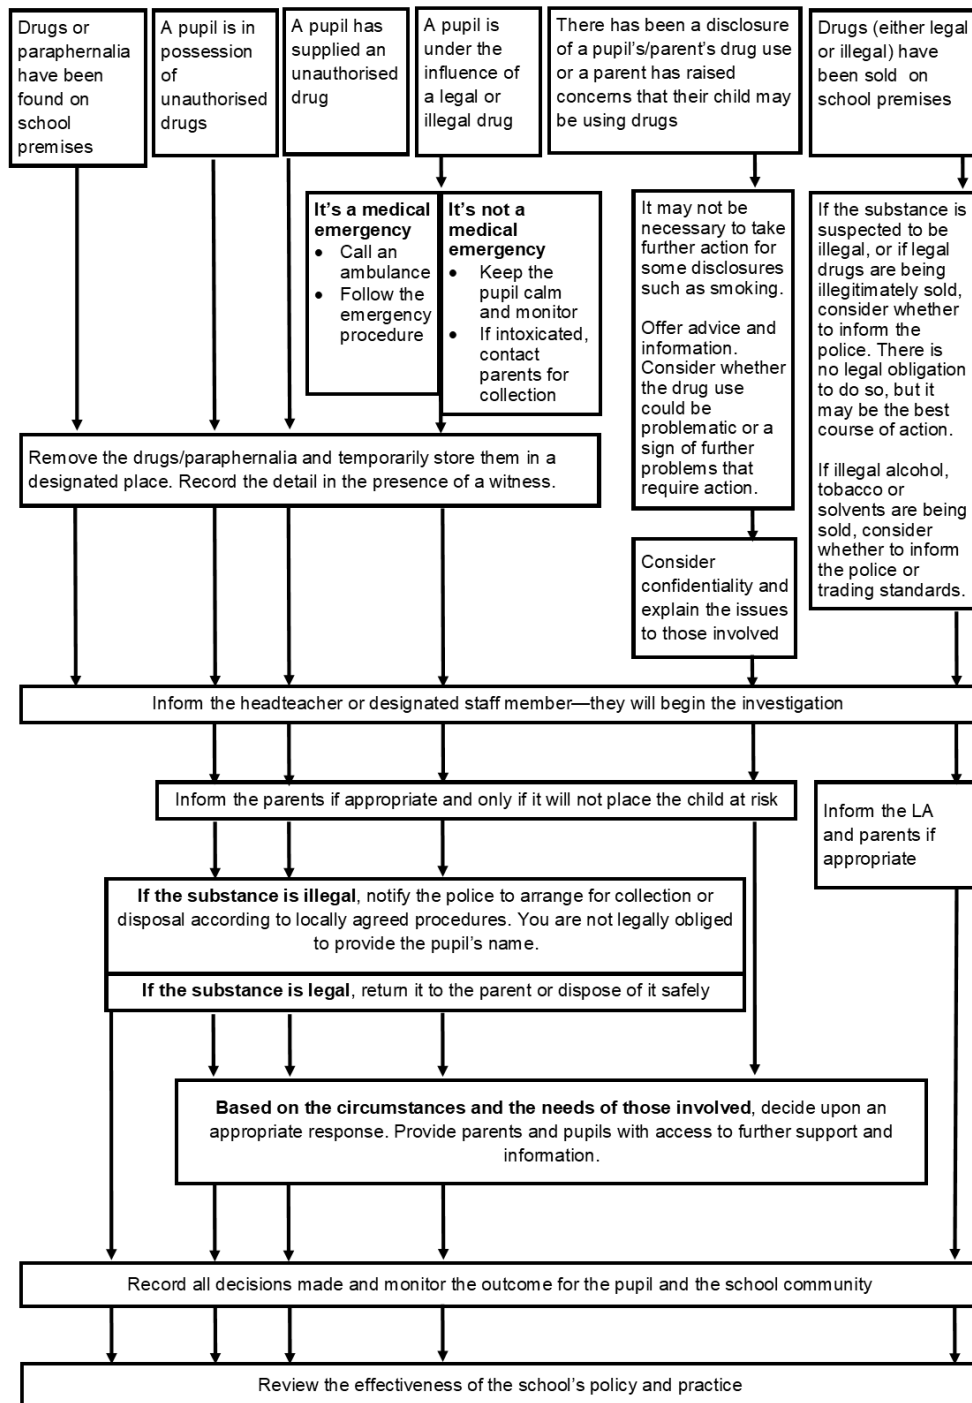 Drugs or
paraphernalia
have been
found on
school
premises
A pupil is in
possession of
unauthorised
drugs
A pupil has
supplied an
unauthorised
drug
A pupil is
under the
influence of
a legal or
illegal drug
There has been a disclosure
of a pupil’s/parent’s drug use
or a parent has raised
concerns that their child may
be using drugs
Drugs (either legal
or illegal) have
been sold on
school premises
It’s a medical
emergency
• Call an
ambulance
• Follow the
emergency
procedure
It’s not a
medical
emergency
• Keep the
pupil calm
and monitor
• If intoxicated,
contact
parents for
collection
It may not be
necessary to take
further action for
some disclosures
such as smoking.
Offer advice and
information.
Consider whether
the drug use
could be
problematic or a
sign of further
problems that
require action.
If the substance is
suspected to be
illegal, or if legal
drugs are being
illegitimately sold,
consider whether
to inform the
police. There is
no legal obligation
to do so, but it
may be the best
course of action.
If illegal alcohol,
tobacco or
solvents are being
sold, consider
whether to inform
the police or
trading standards.
Remove the drugs/paraphernalia and temporarily store them in a
designated place. Record the detail in the presence of a witness.
Consider
confidentiality and
explain the issues
to those involved
Inform the headteacher or designated staff member—they will begin the investigation
Inform the parents if appropriate and only if it will not place the child at risk
Inform the LA
and parents if
appropriate
If the substance is illegal, notify the police to arrange for collection or
disposal according to locally agreed procedures. You are not legally obliged
to provide the pupil’s name.
If the substance is legal, return it to the parent or dispose of it safely
Based on the circumstances and the needs of those involved, decide upon an
appropriate response. Provide parents and pupils with access to further support and
information.
Record all decisions made and monitor the outcome for the pupil and the school community
Review the effectiveness of the school’s policy and practice